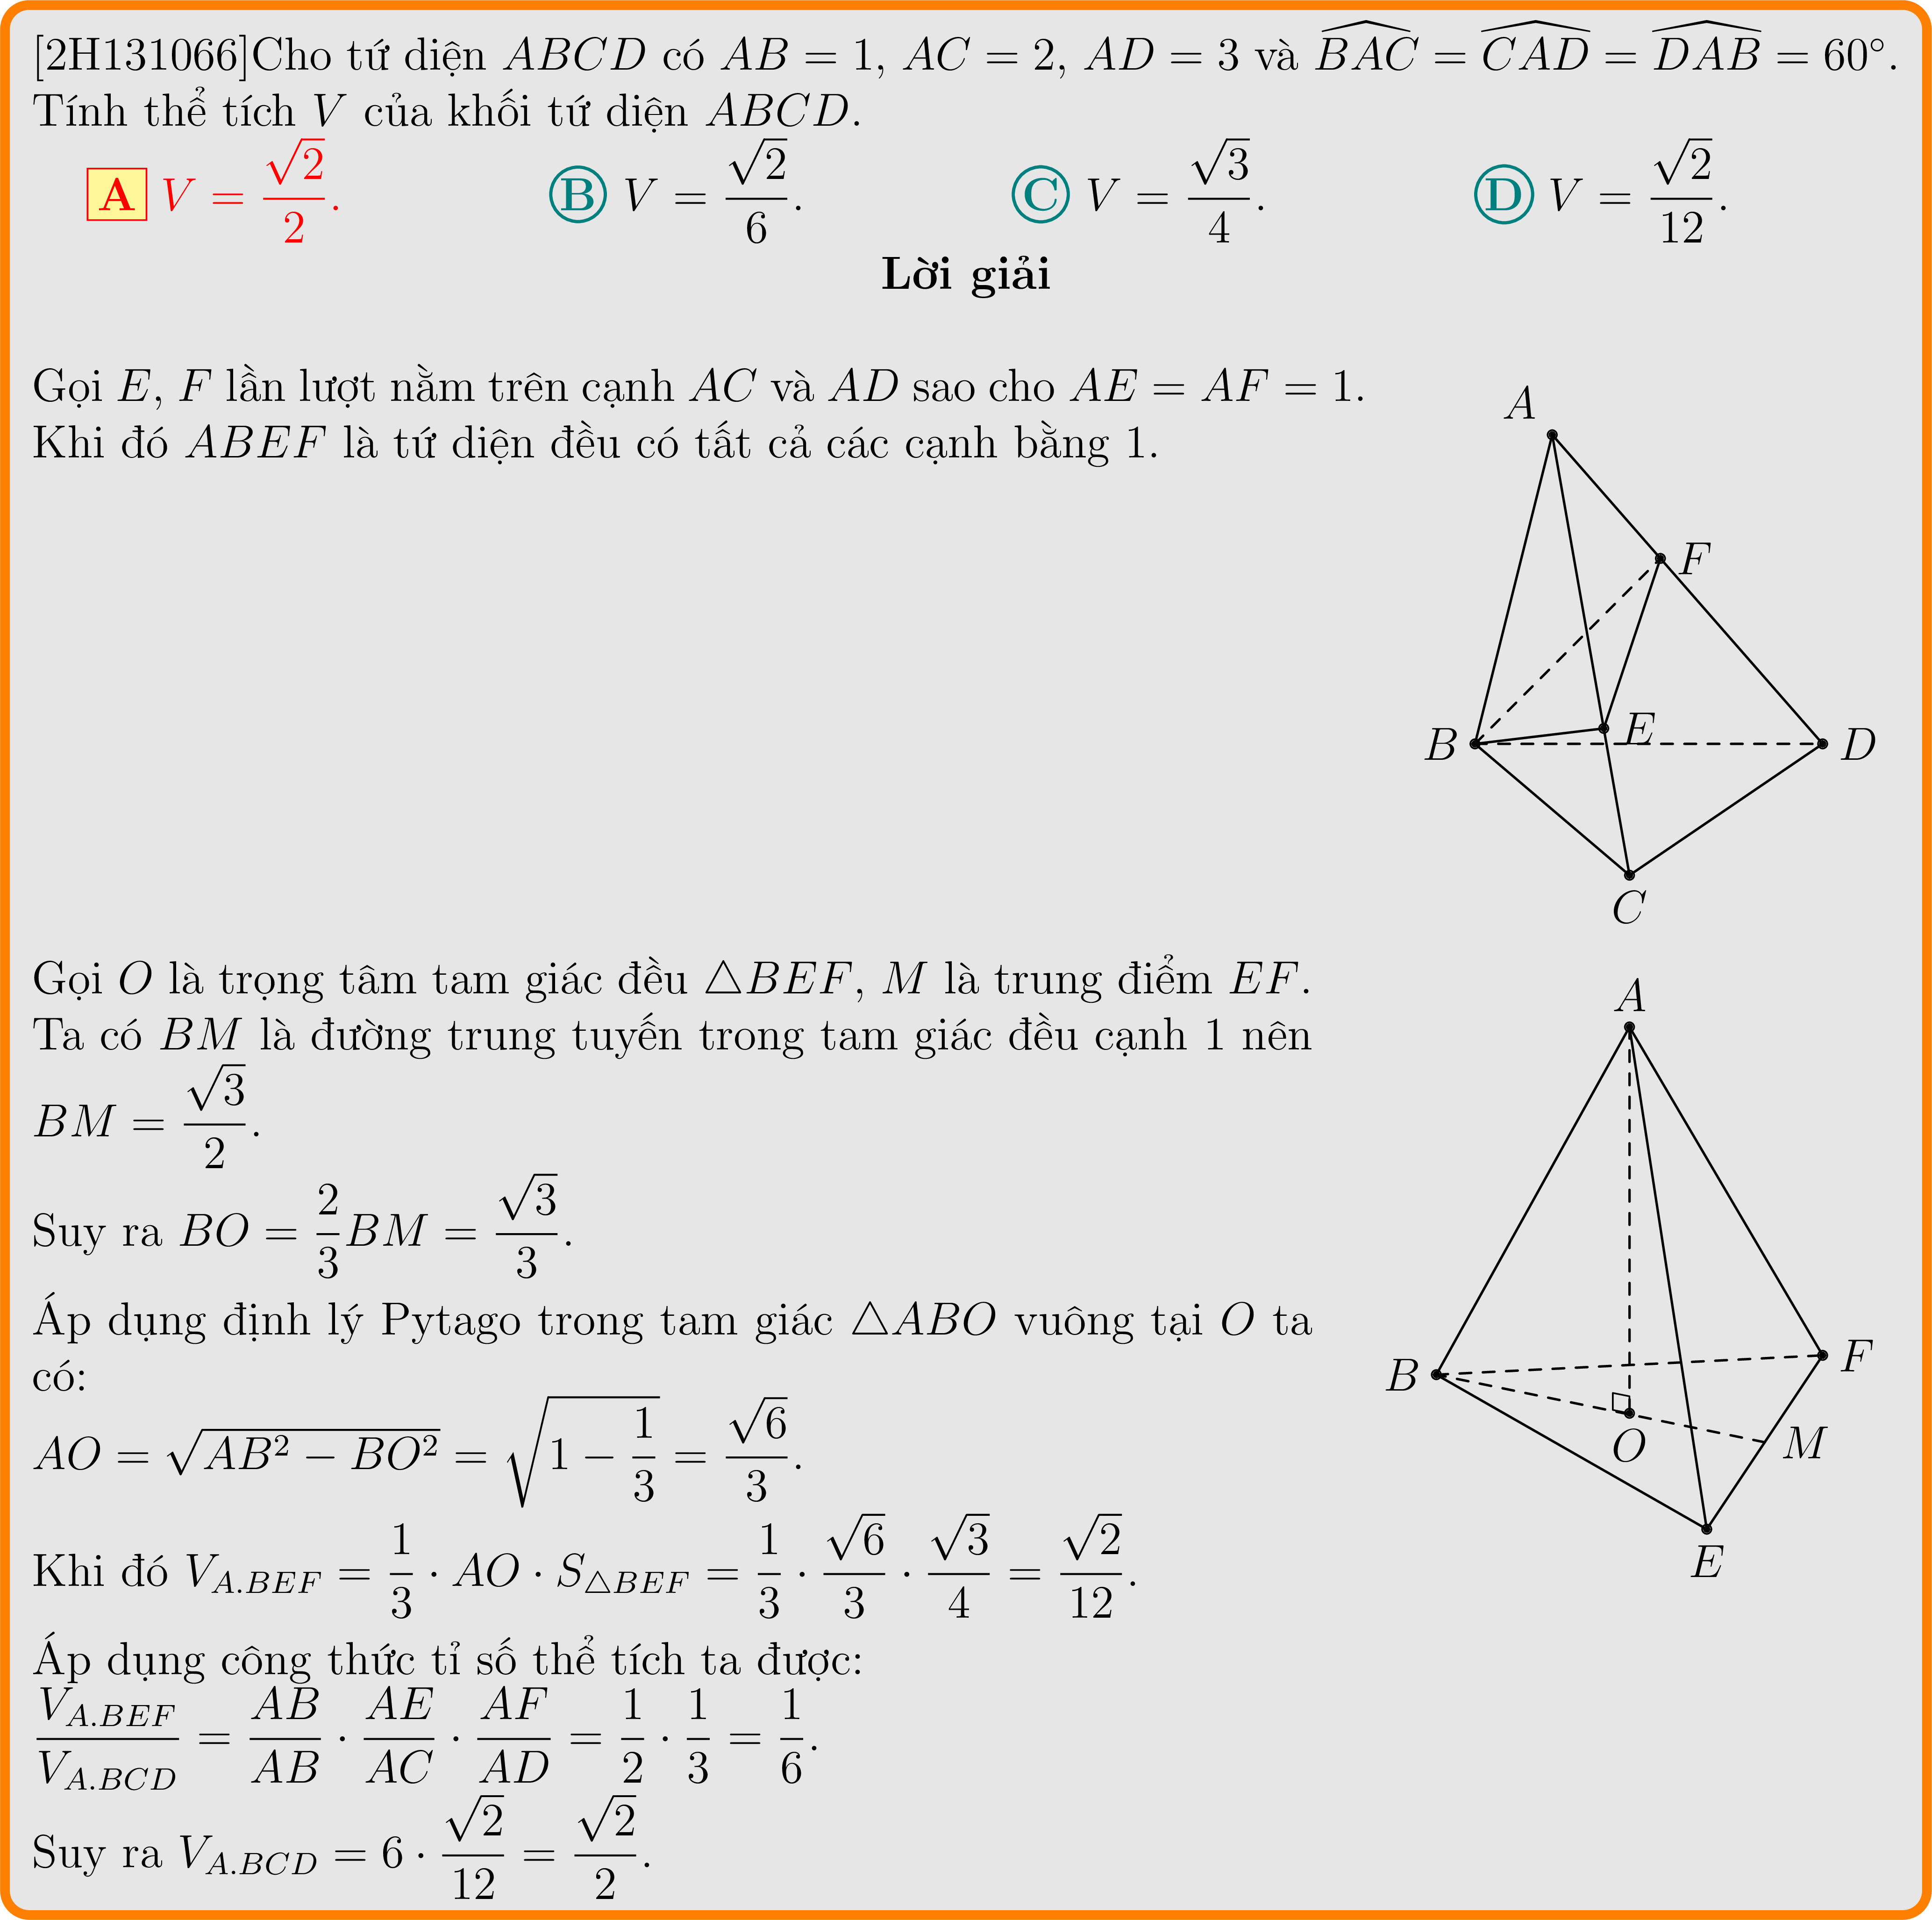 [2H131066]Cho tứ diện ABCD có AB = 1, AC = 2, AD = 3 và $\widehat{BAC} = \widehat{CAD} = \widehat{DAB} = 60^\circ$.
Tính thể tích V của khối tứ diện ABCD.
A $V = \frac{\sqrt{2}}{2}$. B $V = \frac{\sqrt{2}}{6}$. C $V = \frac{\sqrt{3}}{4}$. D $V = \frac{\sqrt{2}}{12}$.
Lời giải
Gọi E, F lần lượt nằm trên cạnh AC và AD sao cho AE = AF = 1.
Khi đó ABEF là tứ diện đều có tất cả các cạnh bằng 1.
A
F
E
B
D
C
Gọi O là trọng tâm tam giác đều △BEF, M là trung điểm EF.
Ta có BM là đường trung tuyến trong tam giác đều cạnh 1 nên
$BM = \frac{\sqrt{3}}{2}$.
Suy ra $BO = \frac{2}{3}BM = \frac{\sqrt{3}}{3}$.
Áp dụng định lý Pytago trong tam giác △ABO vuông tại O ta
có:
$AO = \sqrt{AB^2 - BO^2} = \sqrt{1 - \frac{1}{3}} = \frac{\sqrt{6}}{3}$.
Khi đó $V_{A.BEF} = \frac{1}{3} \cdot AO \cdot S_{\triangle BEF} = \frac{1}{3} \cdot \frac{\sqrt{6}}{3} \cdot \frac{\sqrt{3}}{4} = \frac{\sqrt{2}}{12}$.
Áp dụng công thức tỉ số thể tích ta được:
$\frac{V_{A.BEF}}{V_{A.BCD}} = \frac{AB}{AB} \cdot \frac{AE}{AC} \cdot \frac{AF}{AD} = \frac{1}{2} \cdot \frac{1}{3} = \frac{1}{6}$.
Suy ra $V_{A.BCD} = 6 \cdot \frac{\sqrt{2}}{12} = \frac{\sqrt{2}}{2}$.
A
B
F
O
M
E